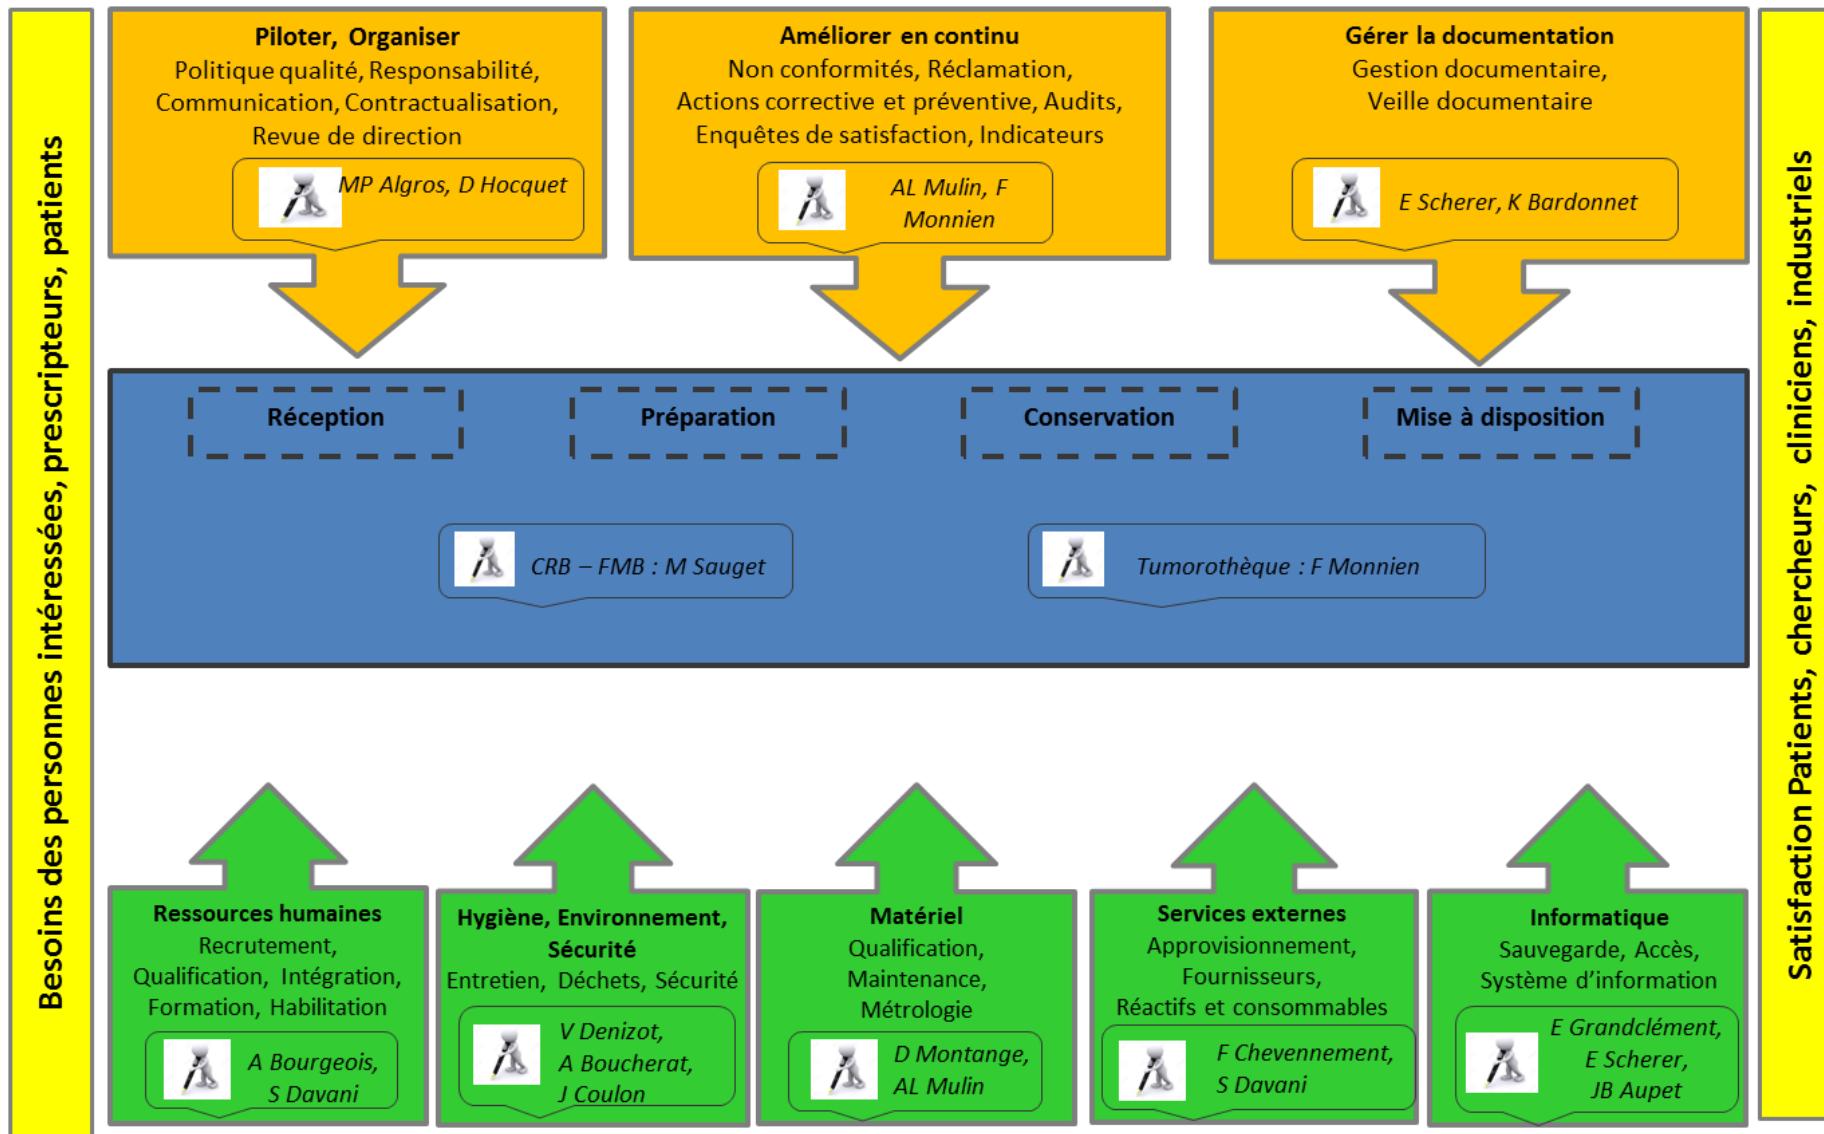 Besoins des personnes intéressées, prescripteurs, patients
Piloter, Organiser
Politique qualité, Responsabilité,
Communication, Contractualisation,
Revue de direction
MP Algros, D Hocquet
Améliorer en continu
Non conformités, Réclamation,
Actions corrective et préventive, Audits,
Enquêtes de satisfaction, Indicateurs
AL Mulin, F
Monnien
Gérer la documentation
Gestion documentaire,
Veille documentaire
E Scherer, K Bardonnet
Réception
Préparation
Conservation
Mise à disposition
CRB – FMB : M Sauget
Tumorothèque : F Monnien
Ressources humaines
Recrutement,
Qualification, Intégration,
Formation, Habilitation
A Bourgeois,
S Davani
Hygiène, Environnement,
Sécurité
Entretien, Déchets, Sécurité
V Denizot,
A Boucherat,
J Coulon
Matériel
Qualification,
Maintenance,
Métrologie
D Montange,
AL Mulin
Services externes
Approvisionnement,
Fournisseurs,
Réactifs et consommables
F Chevennement,
S Davani
Informatique
Sauvegarde, Accès,
Système d’information
E Grandclément,
E Scherer,
JB Aupet
Satisfaction Patients, chercheurs, cliniciens, industriels